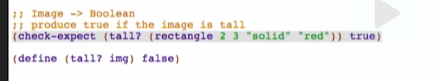 ;; Image -> Boolean
;; produce true if the image is tall
(check-expect (tall? (rectangle 2 3 "solid" "red")) true)
(define (tall? img) false)